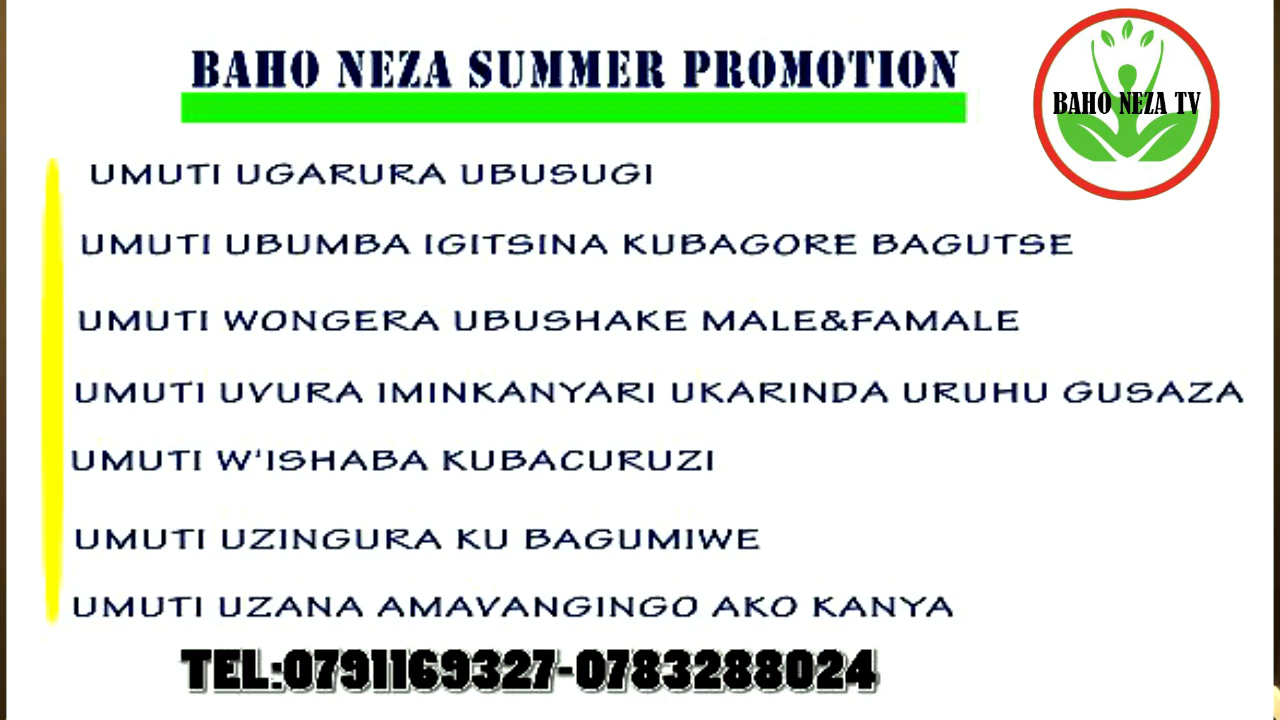 BAHO NEZA SUMMER PROMOTION
BAHO NEZA TV
UMUTI UGARURA UBUSUGI
UMUTI UBUMBA IGITSINA KUBAGORE BAGUTSE
UMUTI WONGERA UBUSHAKE MALE&FAMALE
UMUTI UVURA IMINKANYARI UKARINDA URUHU GUSAZA
UMUTI W'ISHABA KUBACURUZI
UMUTI UZINGURA KU BAGUMIWE
UMUTI UZANA AMAVANGINGO AKO KANYA
TEL:0791169327-0783288024